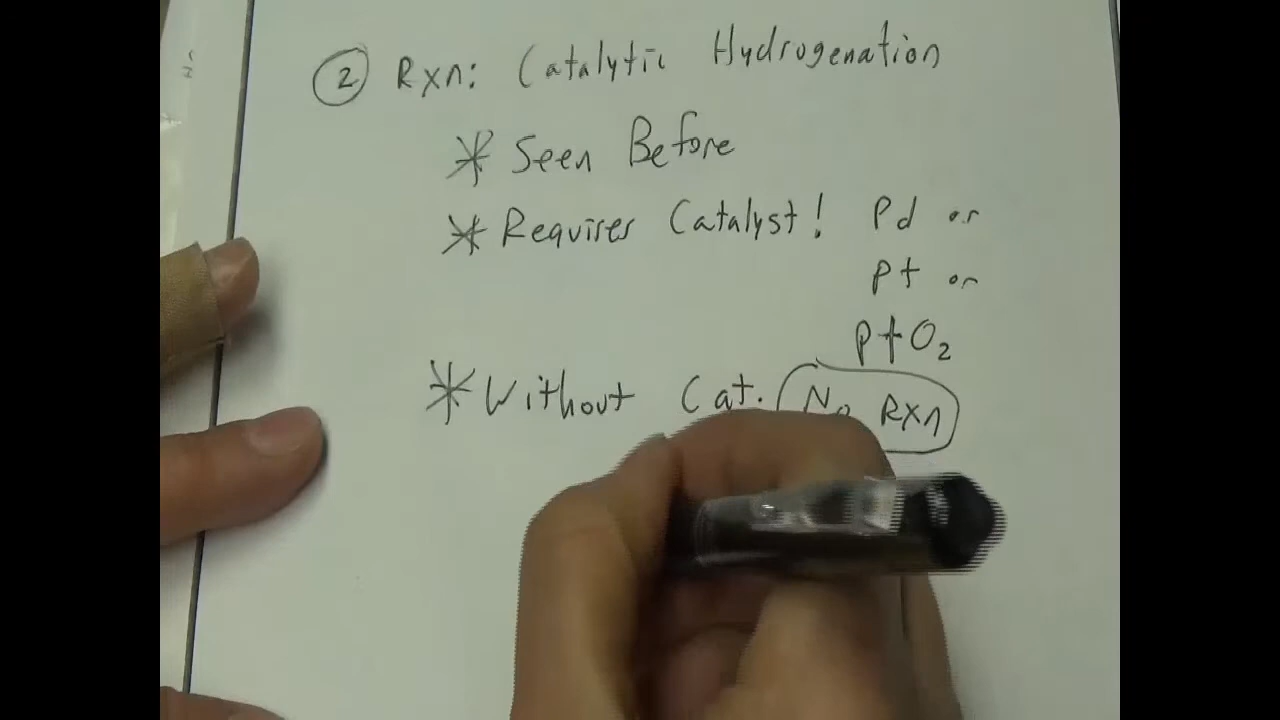 2 Rxn: Catalytic Hydrogenation
* Seen Before
* Requires Catalyst! Pd or
Pt or
PtO2
* Without Cat. No Rxn